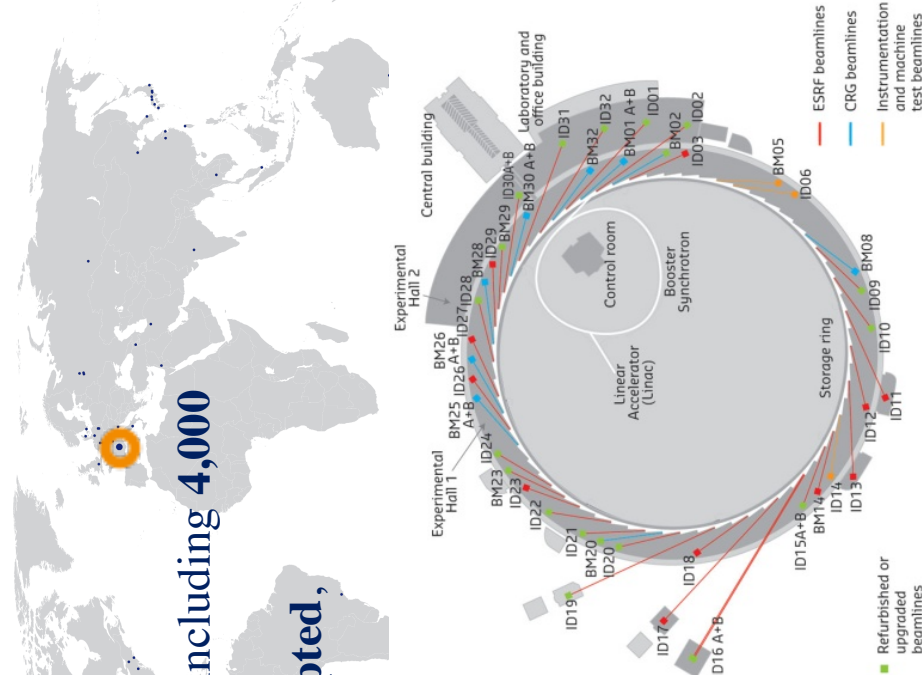 ncluding 4,000
oted,
Experimental
Hall 1
Experimental
Hall 2
Central building
Laboratory and
office building
BM25
A+B
ID26
BM26
A+B
ID27
ID28
BM28
ID29
BM29
ID30A+B
BM30 A+B
ID31
BM32
ID32
BM01 A+B
ID01
BM02
ID02
ID03
BM05
ID06
BM08
ID09
ID10
ID11
ID12
ID13
ID14
BM14
ID15A+B
D16 A+B
ID17
ID18
ID19
ID20
BM20
ID21
ID22
ID23
BM23
ID24
Linear
Accelerator
(Linac)
Control room
Booster
Synchrotron
Storage ring
ESRF beamlines
CRG beamlines
Instrumentation
and machine
test beamlines
Refurbished or
upgraded
beamlines